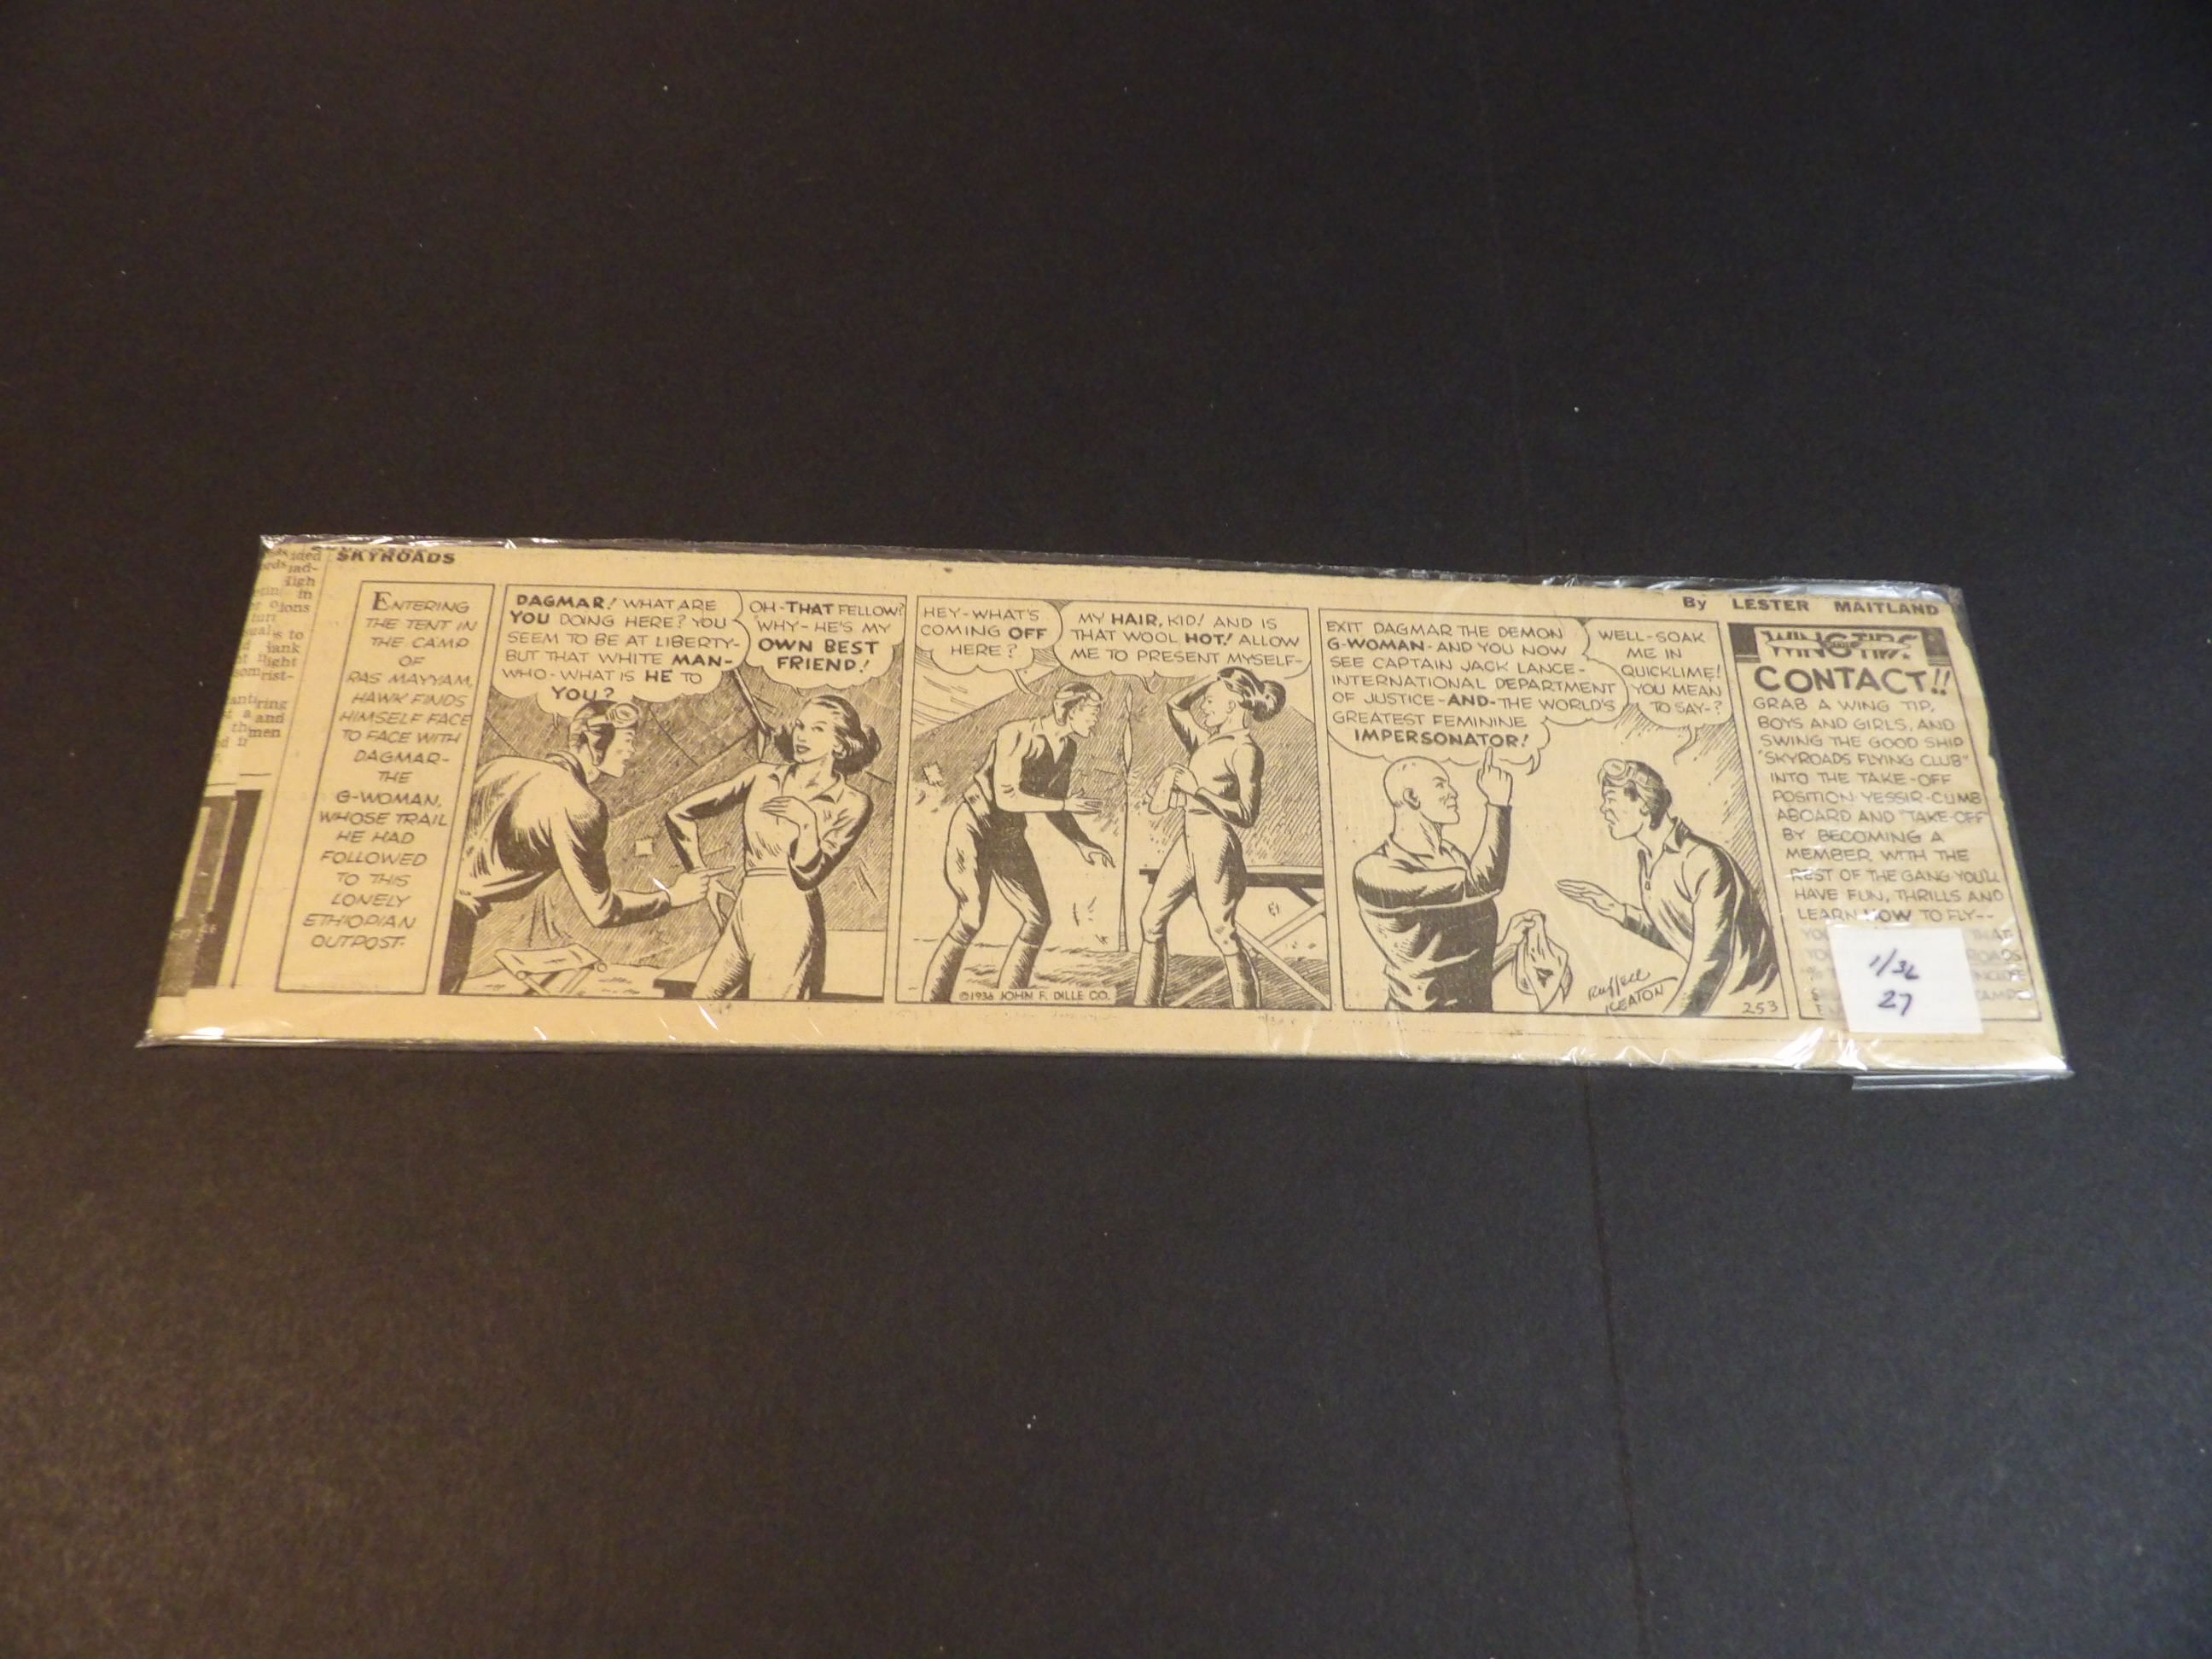 SKYROADS
By LESTER MAITLAND
ENTERING
THE TENT IN
THE CAMP
OF
RAS MAYYAM,
HAWK FINDS
HIMSELF FACE
TO FACE WITH
DAGMAR-
THE
G-WOMAN,
WHOSE TRAIL
HE HAD
FOLLOWED
TO THIS
LONELY
ETHIOPIAN
OUTPOST-
DAGMAR! WHAT ARE
YOU DOING HERE? YOU
SEEM TO BE AT LIBERTY-
BUT THAT WHITE MAN-
WHO-WHAT IS HE TO
YOU?
OH-THAT FELLOW?
WHY-HE'S MY
OWN BEST
FRIEND!
HEY-WHAT'S
COMING OFF
HERE?
MY HAIR, KID! AND IS
THAT WOOL HOT! ALLOW
ME TO PRESENT MYSELF-
©1936 JOHN F. DILLE CO.
EXIT DAGMAR THE DEMON
G-WOMAN-AND YOU NOW
SEE CAPTAIN JACK LANCE-
INTERNATIONAL DEPARTMENT
OF JUSTICE-AND-THE WORLD'S
GREATEST FEMININE
IMPERSONATOR!
WELL-SOAK
ME IN
QUICKLIME!
YOU MEAN
TO SAY-?
Russell
KEATON
253
WING TIPS
CONTACT!!
GRAB A WING TIP,
BOYS AND GIRLS, AND
SWING THE GOOD SHIP
"SKYROADS FLYING CLUB"
INTO THE TAKE-OFF
POSITION-YESSIR-CLIMB
ABOARD AND "TAKE-OFF"
BY BECOMING A
MEMBER WITH THE
REST OF THE GANG YOU'LL
HAVE FUN, THRILLS AND
LEARN HOW TO FLY--
1/36
27